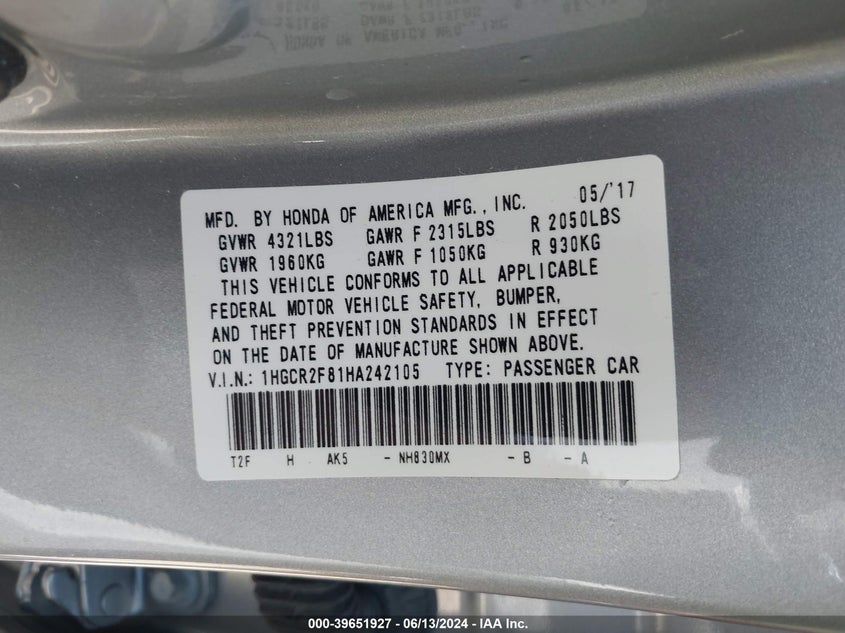 MFD. BY HONDA OF AMERICA MFG., INC. 05/'17
GVWR 4321LBS GAWR F 2315LBS R 2050LBS
GVWR 1960KG GAWR F 1050KG R 930KG
THIS VEHICLE CONFORMS TO ALL APPLICABLE
FEDERAL MOTOR VEHICLE SAFETY, BUMPER,
AND THEFT PREVENTION STANDARDS IN EFFECT
ON THE DATE OF MANUFACTURE SHOWN ABOVE.
V.I.N.: 1HGCR2F81HA242105 TYPE: PASSENGER CAR
T2F H AK5 - NH830MX - B - A
000-39651927 - 06/13/2024 - IAA Inc.